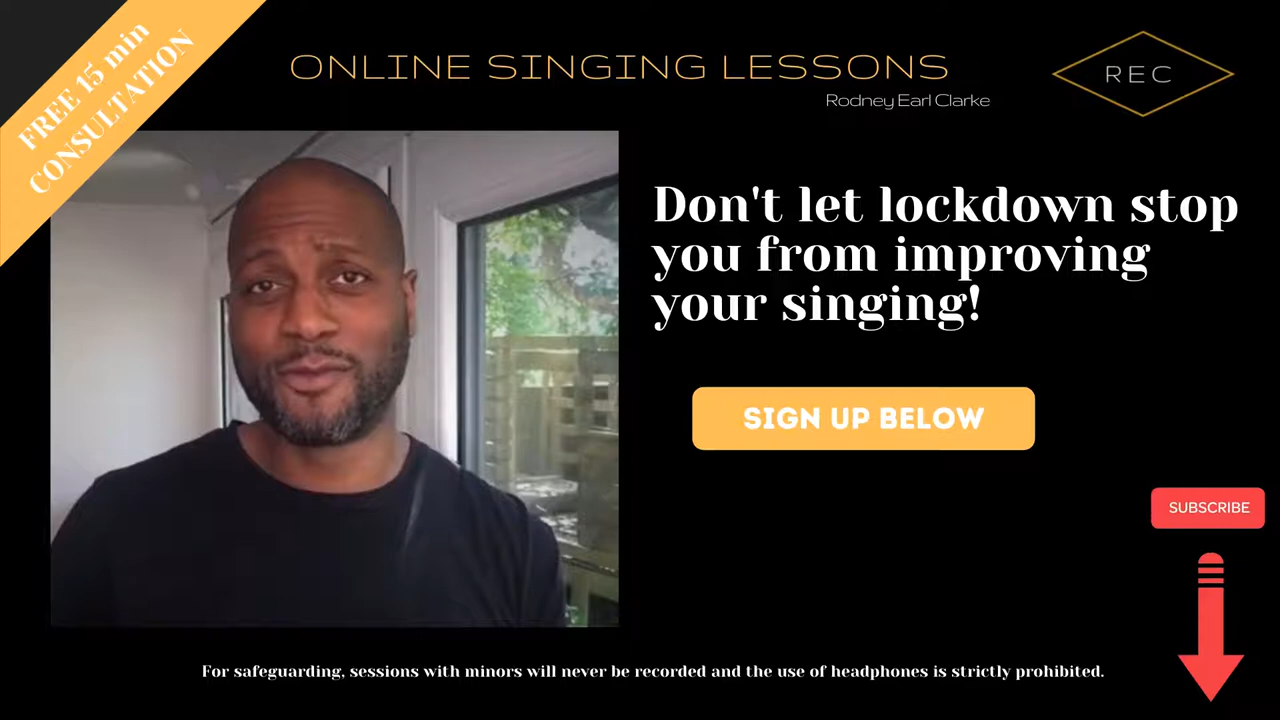 FREE 15 min
CONSULTATION
ONLINE SINGING LESSONS
Rodney Earl Clarke
REC
Don't let lockdown stop
you from improving
your singing!
SIGN UP BELOW
SUBSCRIBE
For safeguarding, sessions with minors will never be recorded and the use of headphones is strictly prohibited.